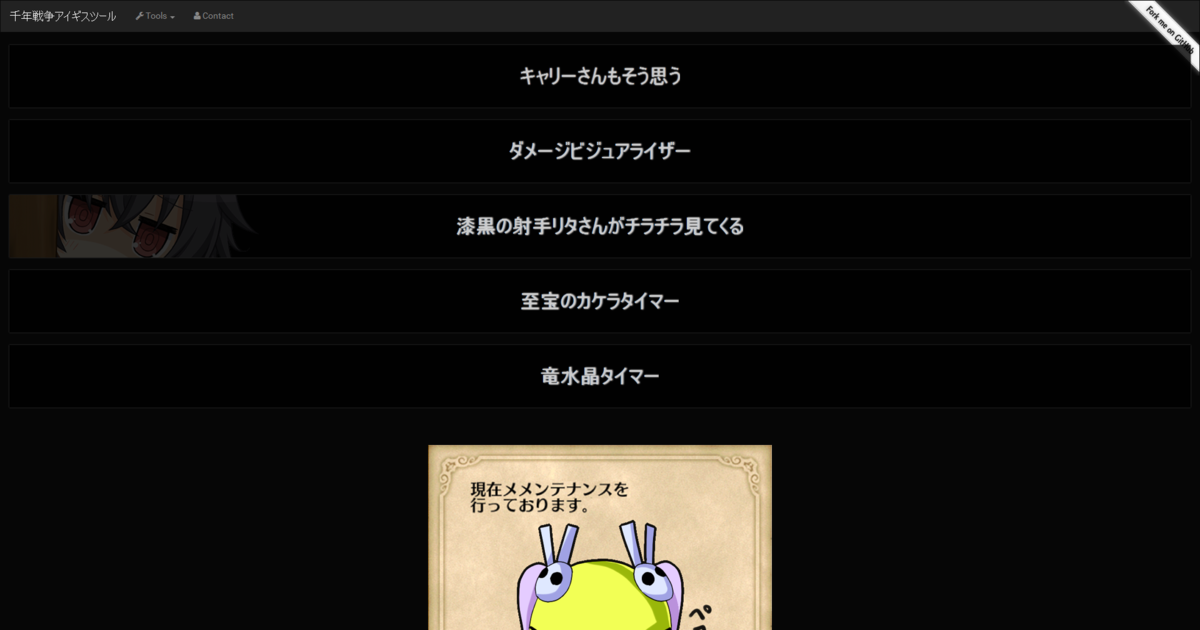 千年戦争アイギスツール Tools Contact
Fork me on GitHub
キャリーさんもそう思う
ダメージビジュアライザー
漆黒の射手リタさんがチラチラ見てくる
至宝のカケラタイマー
竜水晶タイマー
現在メメンテナンスを
行っております。
ペ